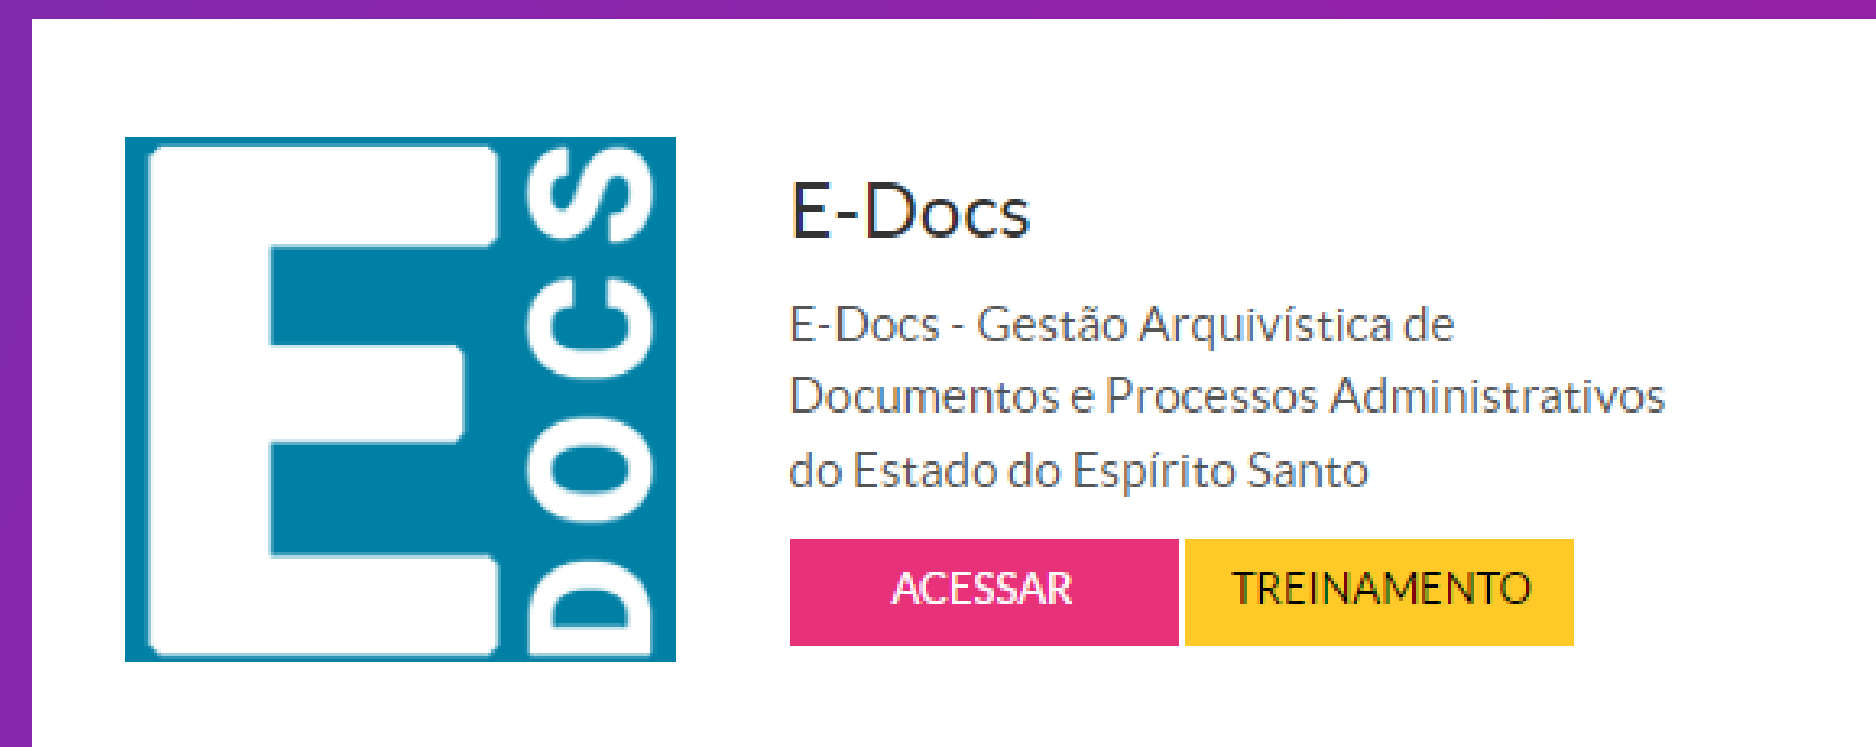 E DOCS
E-Docs
E-Docs - Gestão Arquivística de
Documentos e Processos Administrativos
do Estado do Espírito Santo
ACESSAR TREINAMENTO